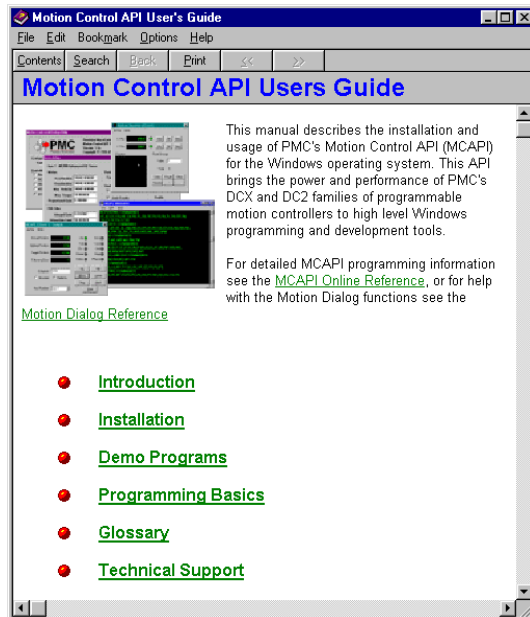 Motion Control API User's Guide
File Edit Bookmark Options Help
Contents Search Back Print << >>
Motion Control API Users Guide
PMC
This manual describes the installation and
usage of PMC's Motion Control API (MCAPI)
for the Windows operating system. This API
brings the power and performance of PMC's
DCX and DC2 families of programmable
motion controllers to high level Windows
programming and development tools.
For detailed MCAPI programming information
see the MCAPI Online Reference, or for help
with the Motion Dialog functions see the
Motion Dialog Reference
Introduction
Installation
Demo Programs
Programming Basics
Glossary
Technical Support